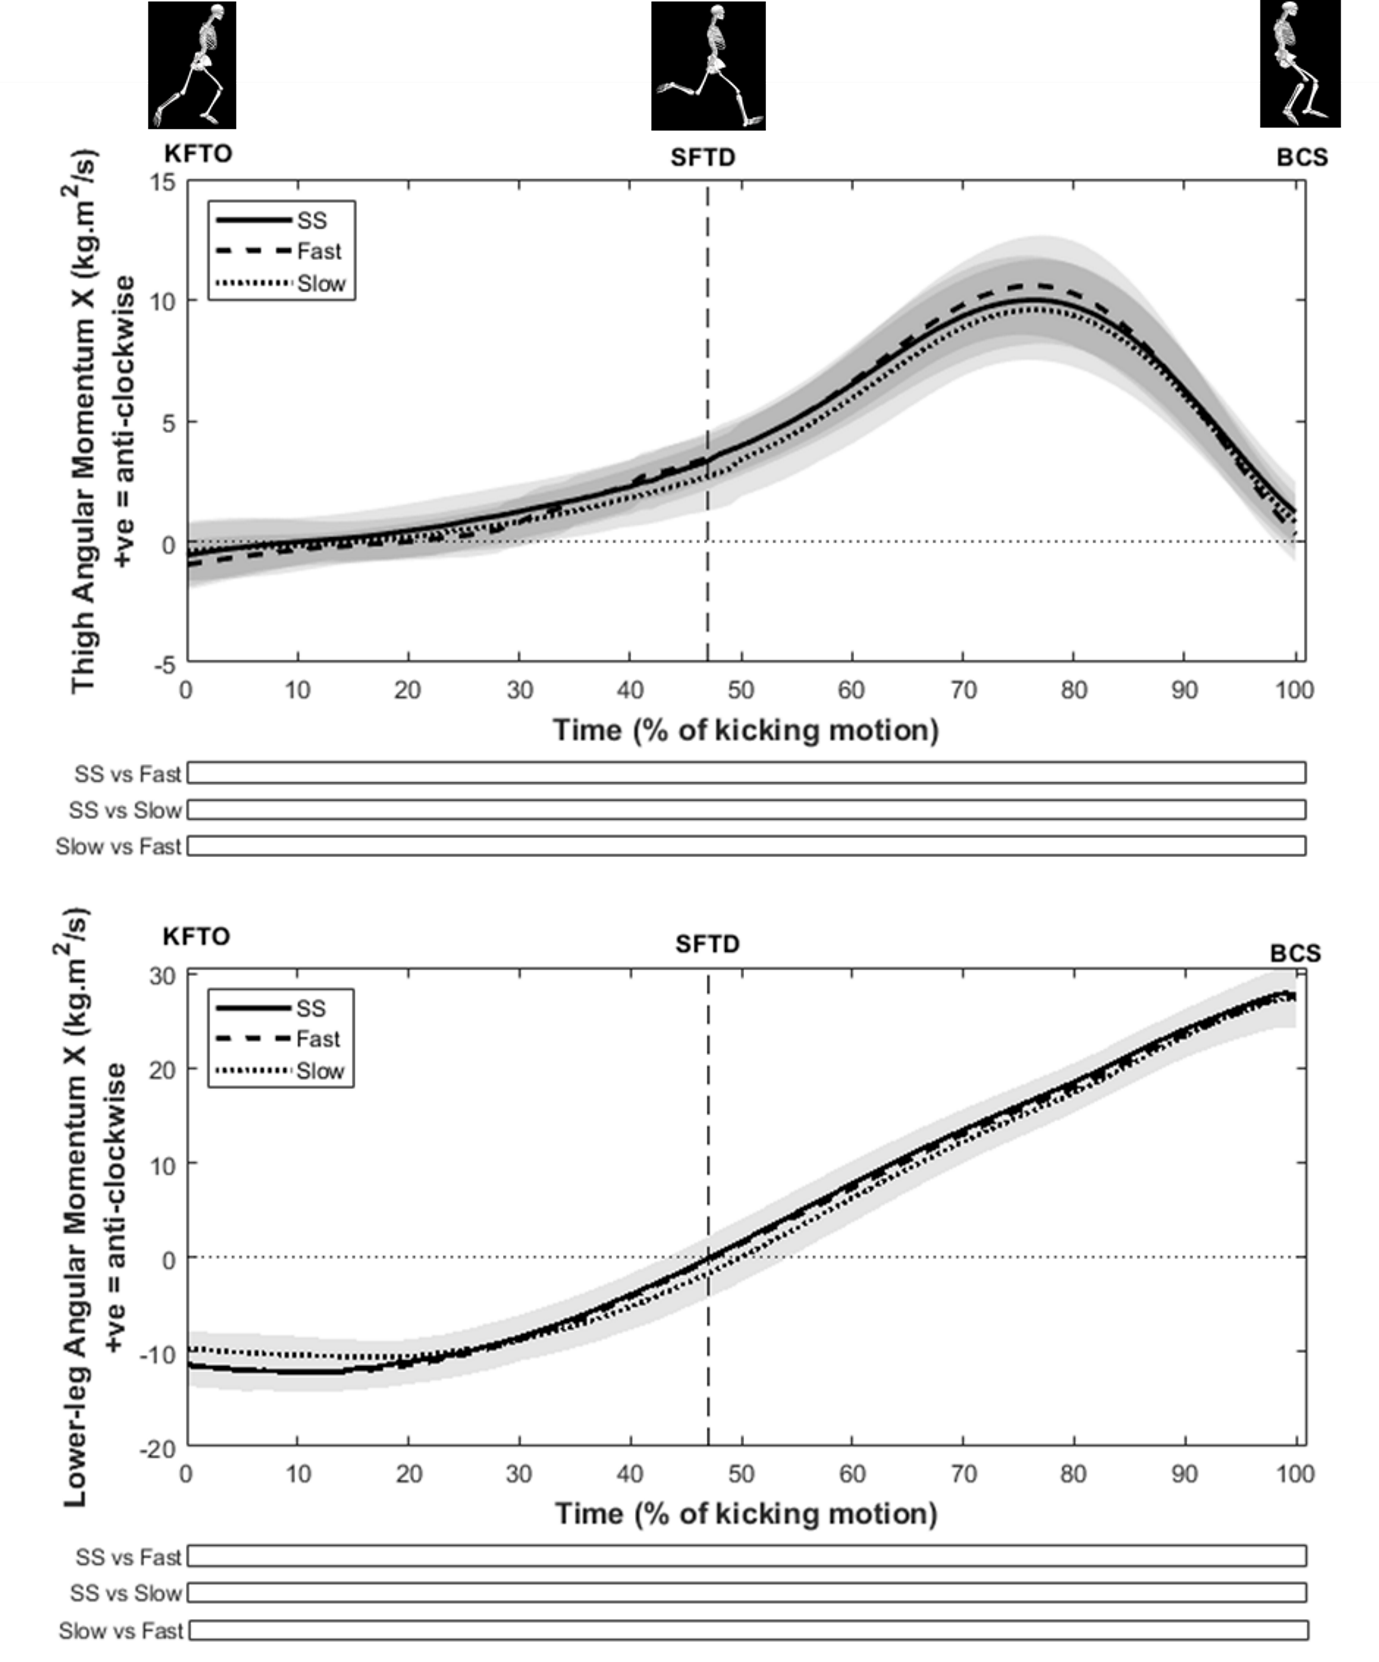 KFTO SFTD BCS
Thigh Angular Momentum X (kg.m²/s)
+ve = anti-clockwise
15
10
5
0
-5
SS
Fast
Slow
0 10 20 30 40 50 60 70 80 90 100
Time (% of kicking motion)
SS vs Fast
SS vs Slow
Slow vs Fast
KFTO SFTD BCS
Lower-leg Angular Momentum X (kg.m²/s)
+ve = anti-clockwise
30
20
10
0
-10
-20
SS
Fast
Slow
0 10 20 30 40 50 60 70 80 90 100
Time (% of kicking motion)
SS vs Fast
SS vs Slow
Slow vs Fast